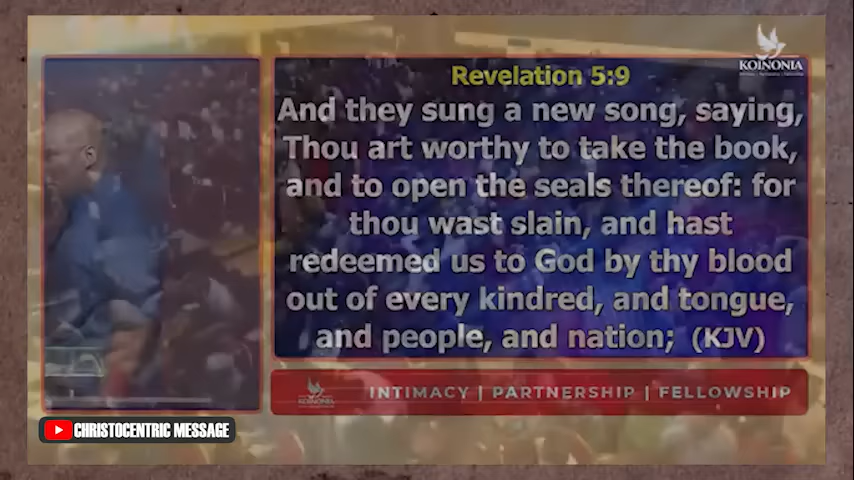 KOINONIA
Revelation 5:9
And they sung a new song, saying,
Thou art worthy to take the book,
and to open the seals thereof: for
thou wast slain, and hast
redeemed us to God by thy blood
out of every kindred, and tongue,
and people, and nation; (KJV)
KOINONIA
INTIMACY | PARTNERSHIP | FELLOWSHIP
CHRISTOCENTRIC MESSAGE